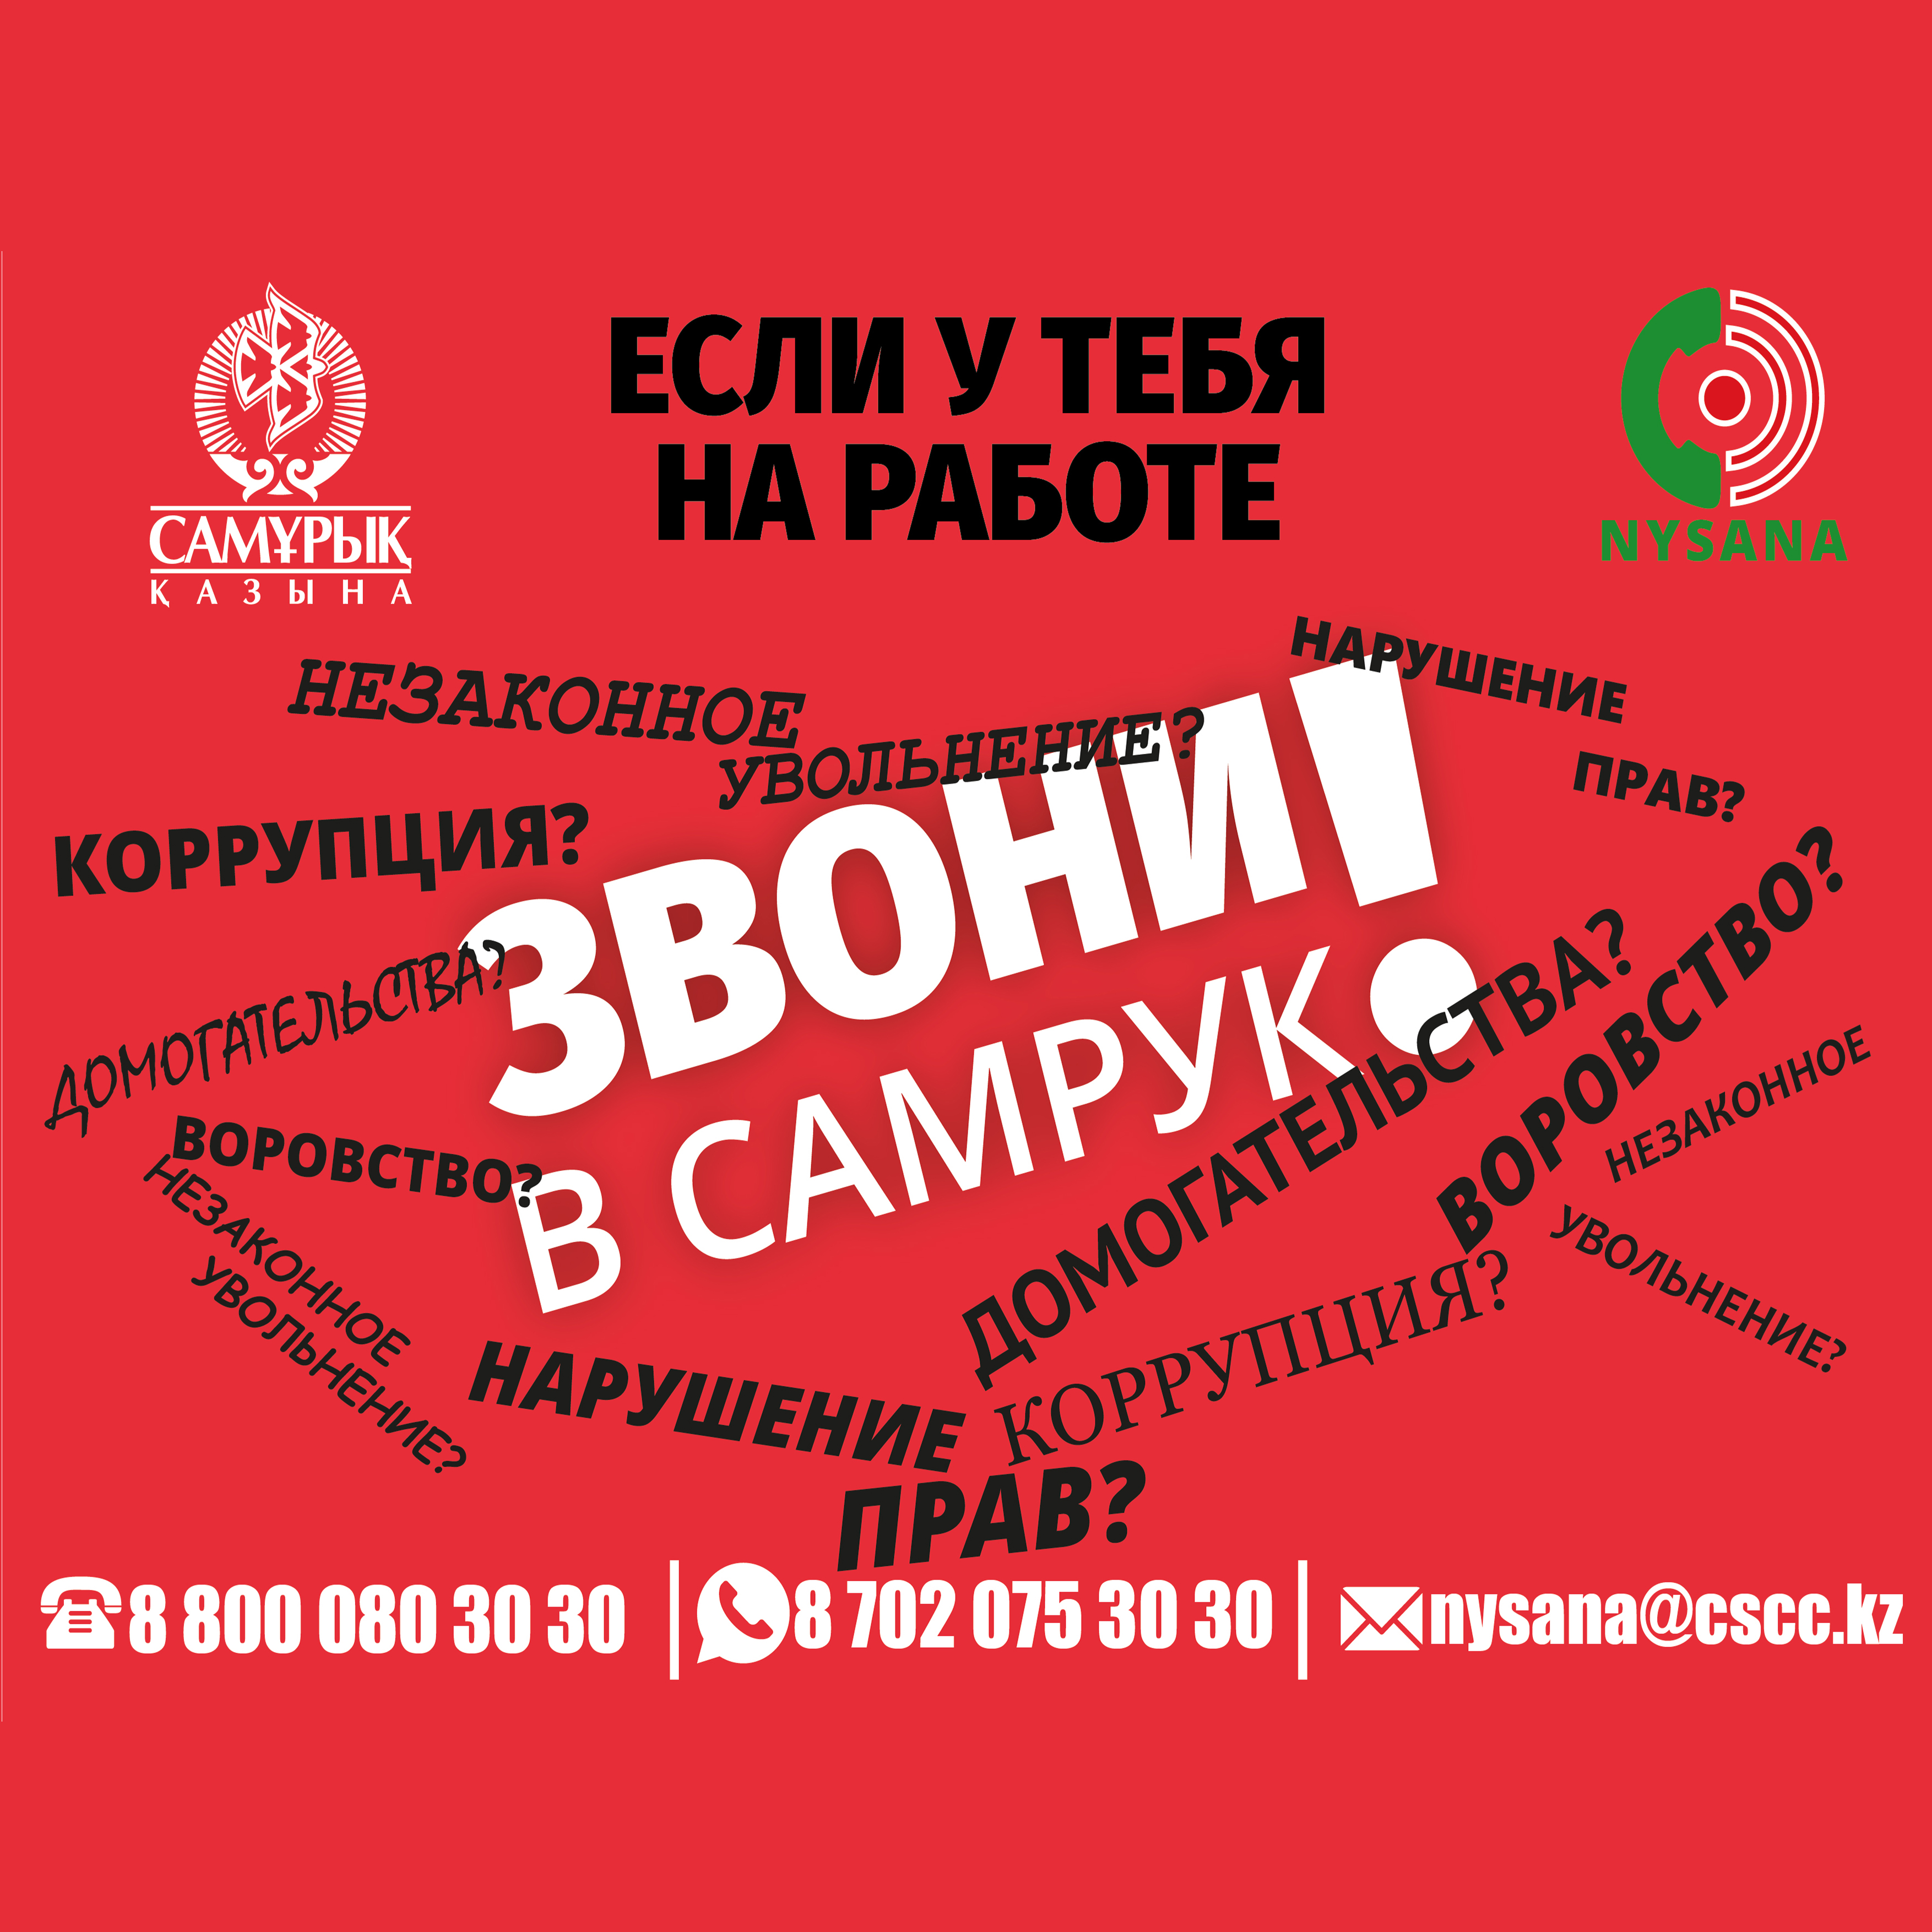 ЕСЛИ У ТЕБЯ
НА РАБОТЕ
САМҰРЫҚ
ҚАЗЫНА
NYSANA
НЕЗАКОННОЕ
УВОЛЬНЕНИЕ?
НАРУШЕНИЕ
ПРАВ?
КОРРУПЦИЯ?
ЗВОНИ!
В САМРУК
ДОМОГАТЕЛЬСТВА?
ВОРОВСТВО?
НЕЗАКОННОЕ
УВОЛЬНЕНИЕ?
ДОМОГАТЕЛЬСТВА?
ВОРОВСТВО?
НЕЗАКОННОЕ
УВОЛЬНЕНИЕ?
КОРРУПЦИЯ?
НАРУШЕНИЕ
ПРАВ?
8 800 080 30 30
8 702 075 30 30
nysana@cscc.kz